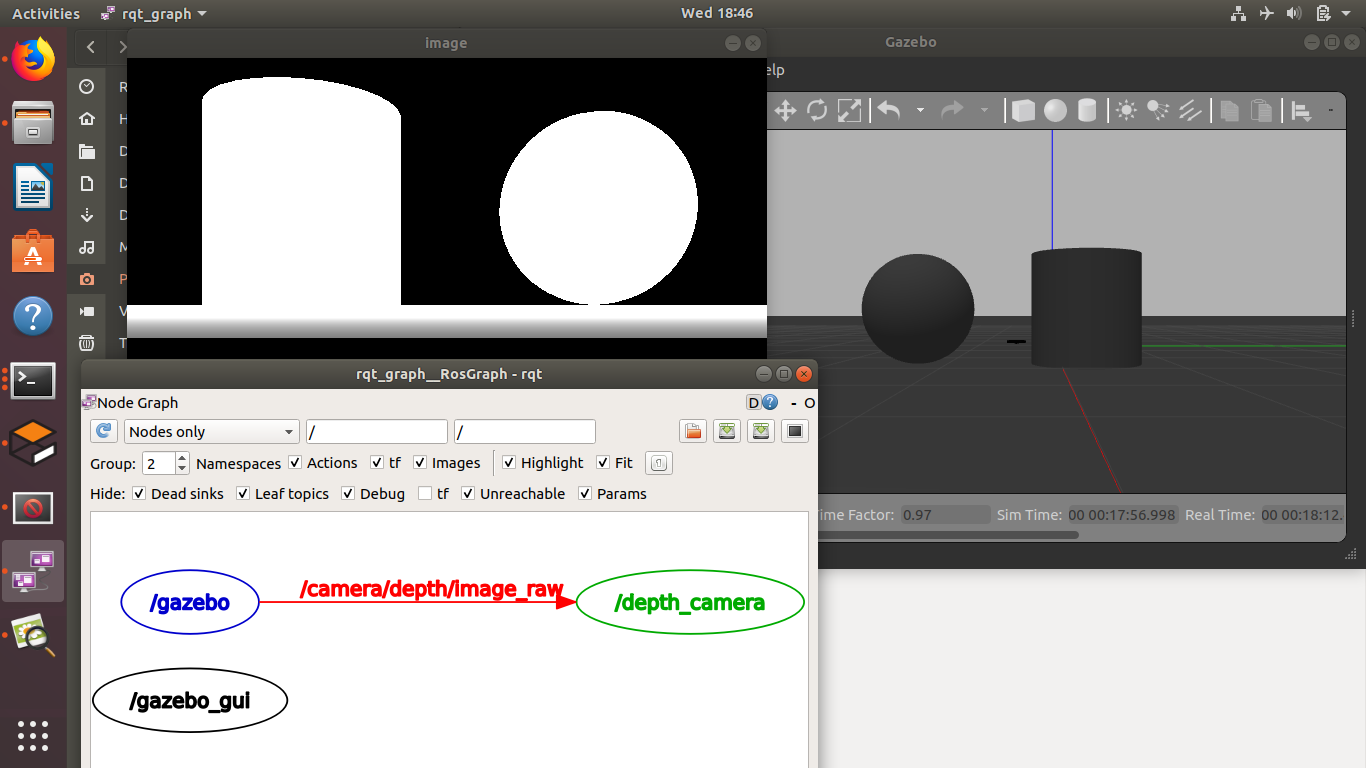 Activities rqt_graph Wed 18:46
image
Gazebo
elp
R
H
D
D
D
M
P
V
T
rqt_graph__RosGraph - rqt
Node Graph D ? - O
Nodes only / /
Group: 2 Namespaces Actions tf Images Highlight Fit
Hide: Dead sinks Leaf topics Debug tf Unreachable Params
/gazebo
/camera/depth/image_raw
/depth_camera
/gazebo_gui
ime Factor: 0.97 Sim Time: 00 00:17:56.998 Real Time: 00 00:18:12.